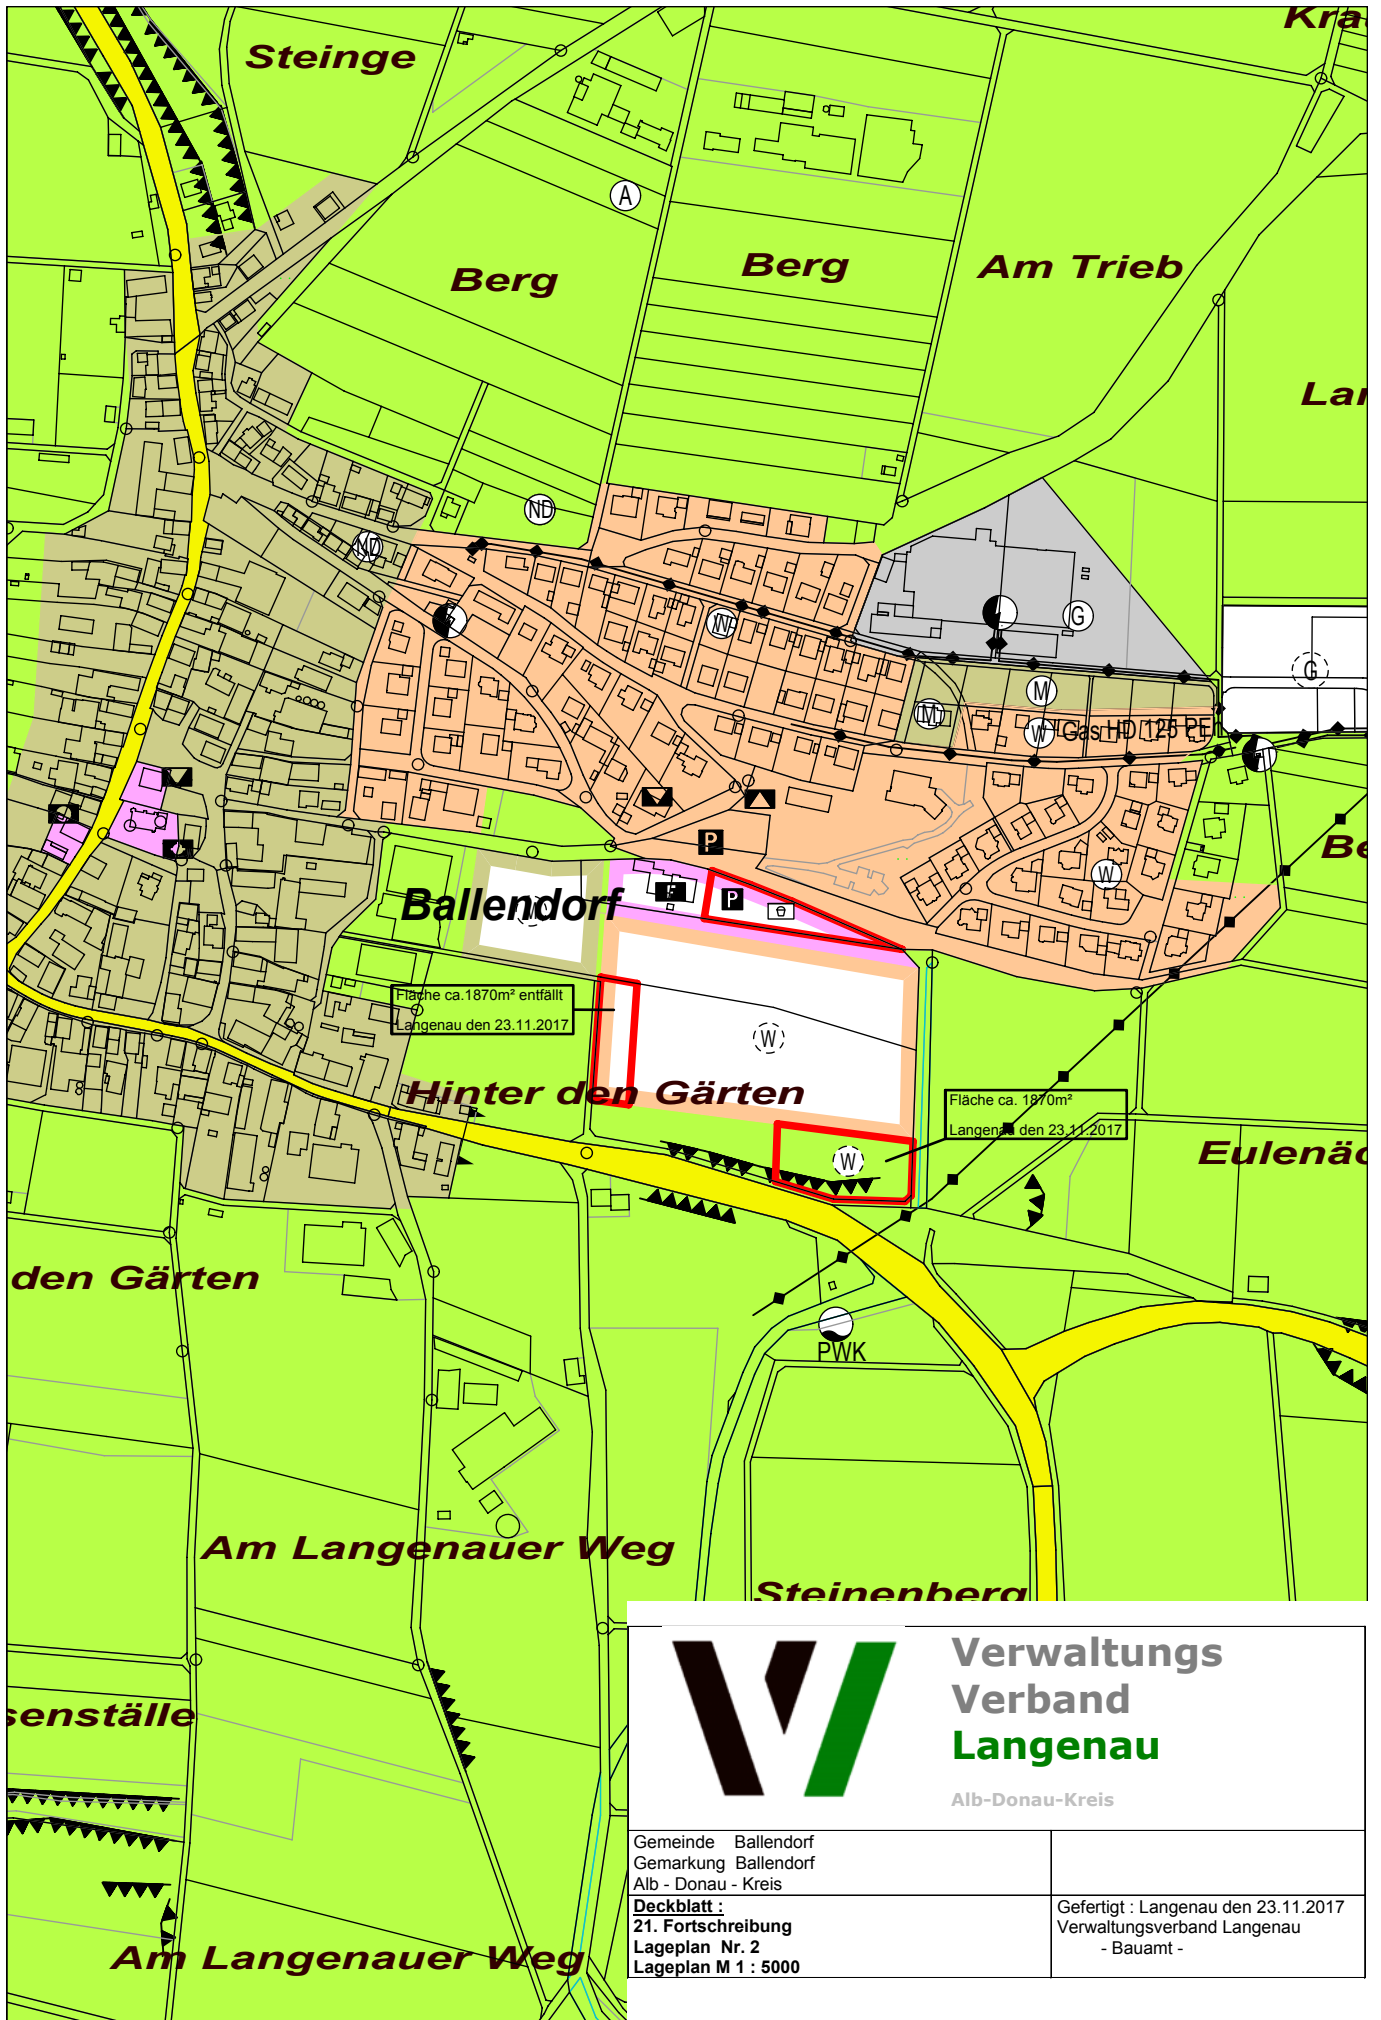 Steinge
Kra
A
Berg
Berg
Am Trieb
Lar
ND
MD
G
G
M
W
Gas HD 125 PEh
P
Be
W
Ballendorf
P
Fläche ca.1870m² entfällt
Langenau den 23.11.2017
W
Hinter den Gärten
Fläche ca. 1870m²
Langenau den 23.11.2017
W
Eulenäc
den Gärten
PWK
Am Langenauer Weg
Steinenberg
senställe
Am Langenauer Weg
Verwaltungs
Verband
Langenau
Alb-Donau-Kreis
Gemeinde Ballendorf
Gemarkung Ballendorf
Alb - Donau - Kreis
Deckblatt :
21. Fortschreibung
Lageplan Nr. 2
Lageplan M 1 : 5000
Gefertigt : Langenau den 23.11.2017
Verwaltungsverband Langenau
- Bauamt -